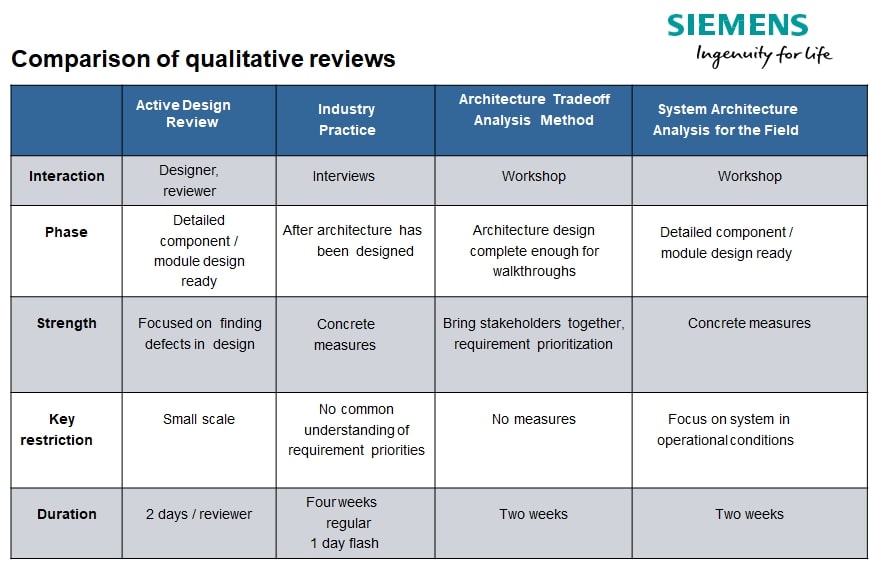 SIEMENS
Ingenuity for life
Comparison of qualitative reviews
Active Design
Review
Industry
Practice
Architecture Tradeoff
Analysis Method
System Architecture
Analysis for the Field
Interaction
Designer,
reviewer
Interviews
Workshop
Workshop
Phase
Detailed
component /
module design
ready
After architecture has
been designed
Architecture design
complete enough for
walkthroughs
Detailed component /
module design ready
Strength
Focused on finding
defects in design
Concrete
measures
Bring stakeholders together,
requirement prioritization
Concrete measures
Key
restriction
Small scale
No common
understanding of
requirement priorities
No measures
Focus on system in
operational conditions
Duration
2 days / reviewer
Four weeks
regular
1 day flash
Two weeks
Two weeks